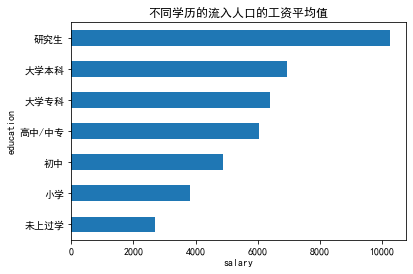 不同学历的流入人口的工资平均值
研究生
大学本科
大学专科
高中/中专
初中
小学
未上过学
education
0 2000 4000 6000 8000 10000
salary